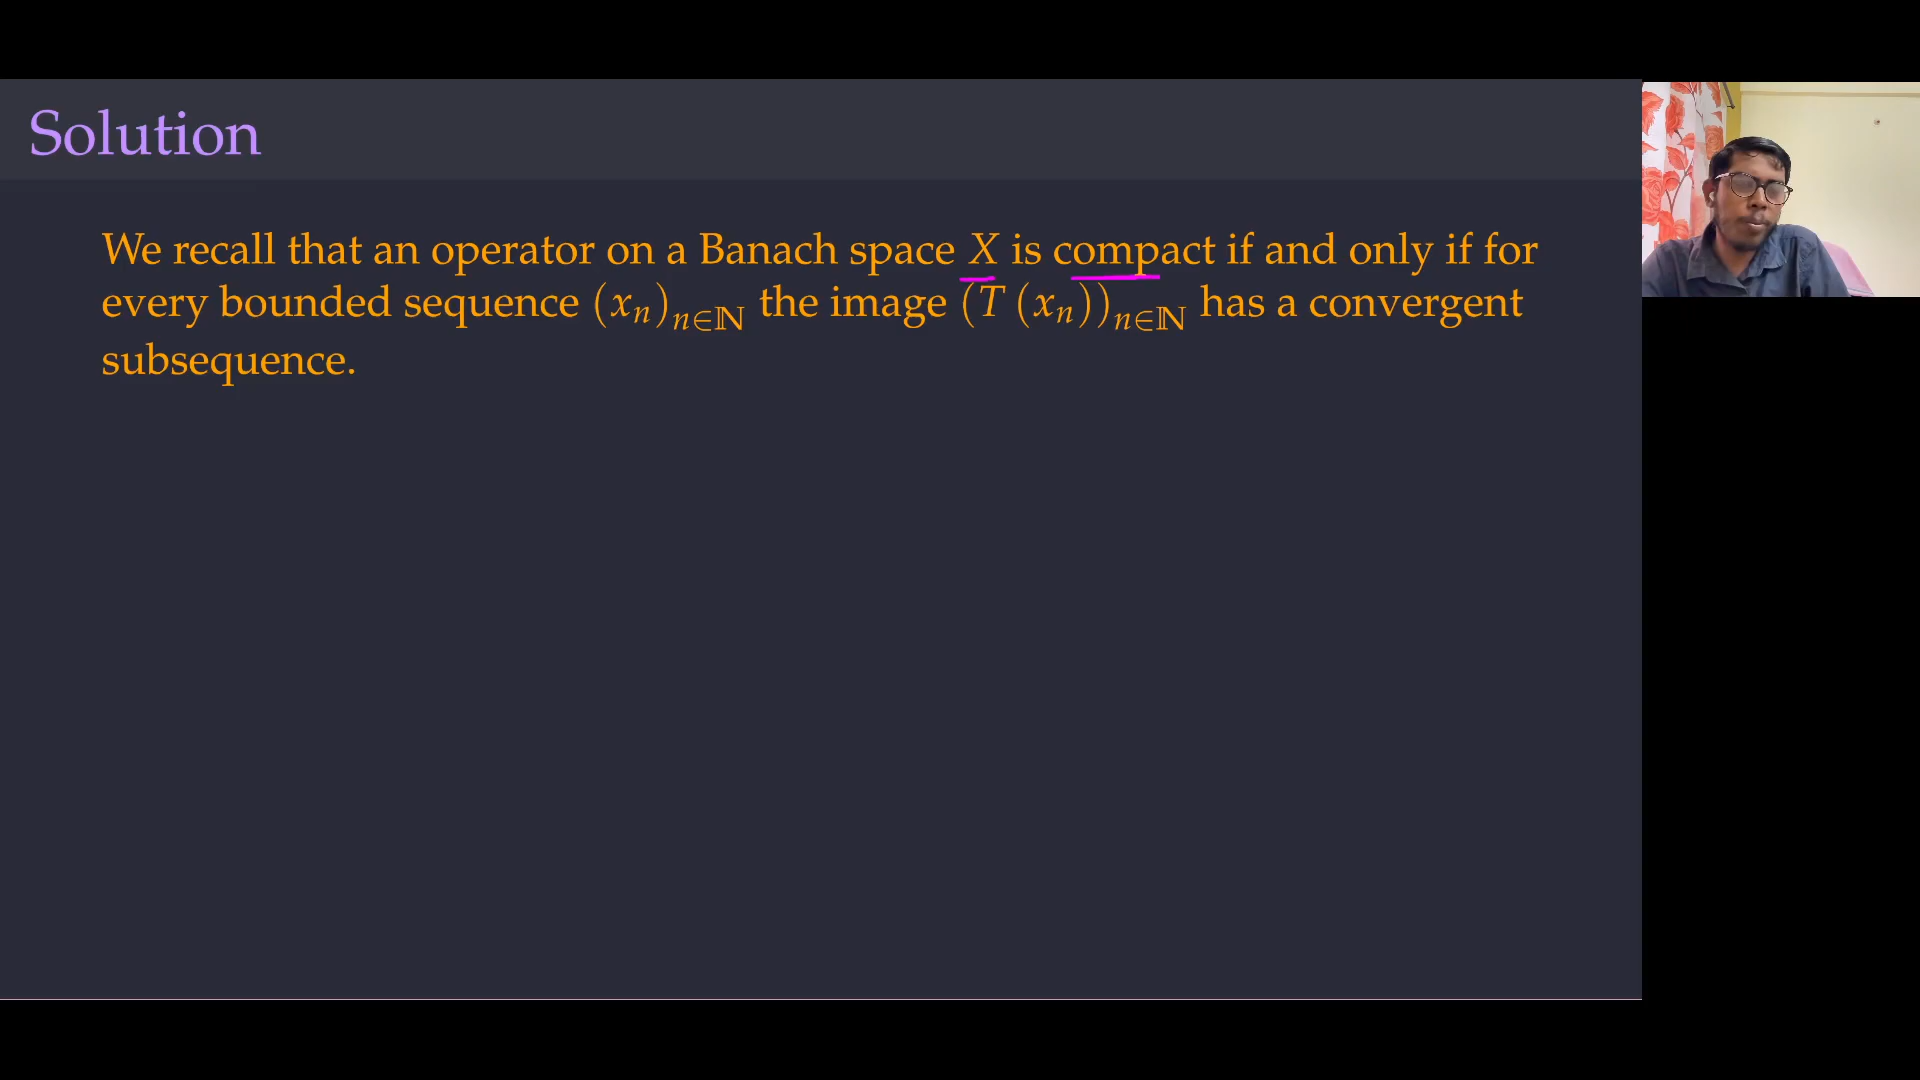 Solution
We recall that an operator on a Banach space X is compact if and only if for
every bounded sequence (xₙ)ₙ∈ℕ the image (T (xₙ))ₙ∈ℕ has a convergent
subsequence.